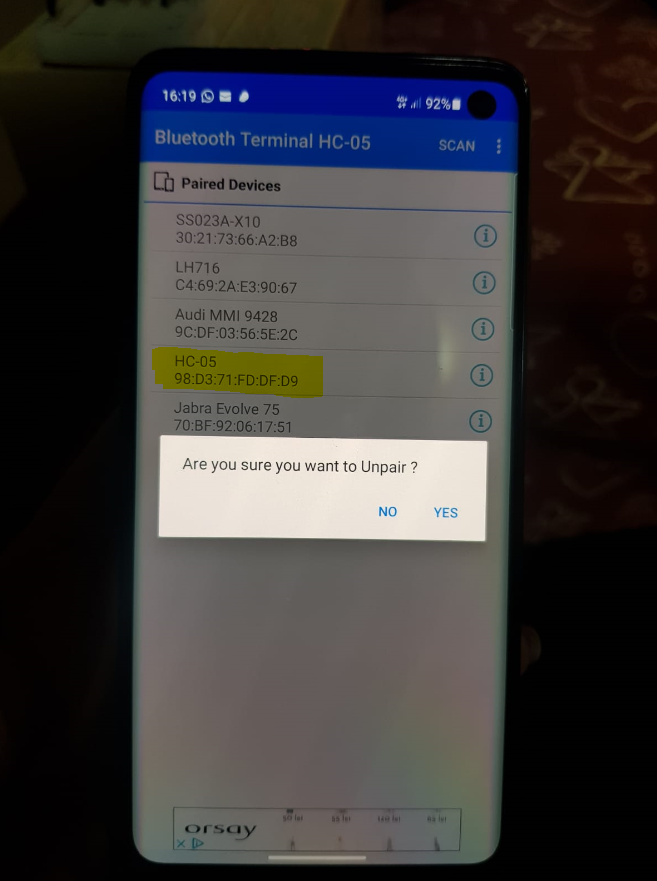 16:19 92%
Bluetooth Terminal HC-05 SCAN
Paired Devices
SS023A-X10
30:21:73:66:A2:B8
LH716
C4:69:2A:E3:90:67
Audi MMI 9428
9C:DF:03:56:5E:2C
HC-05
98:D3:71:FD:DF:D9
Jabra Evolve 75
70:BF:92:06:17:51
Are you sure you want to Unpair ?
NO YES
orsay